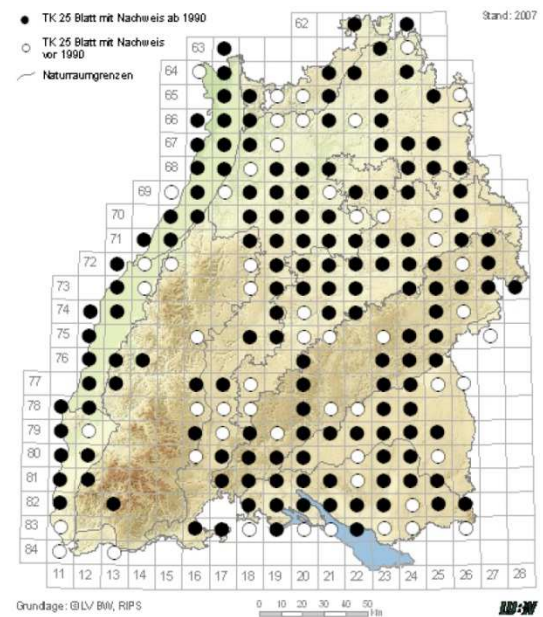 TK 25 Blatt mit Nachweis ab 1990
TK 25 Blatt mit Nachweis
vor 1990
Naturraumgrenzen
Stand: 2007
62
63
64
65
66
67
68
69
70
71
72
73
74
75
76
77
78
79
80
81
82
83
84
11 12 13 14 15 16 17 18 19 20 21 22 23 24 25 26 27 28
Grundlage: © LV BW, RIPS
0 10 20 30 40 50
Km